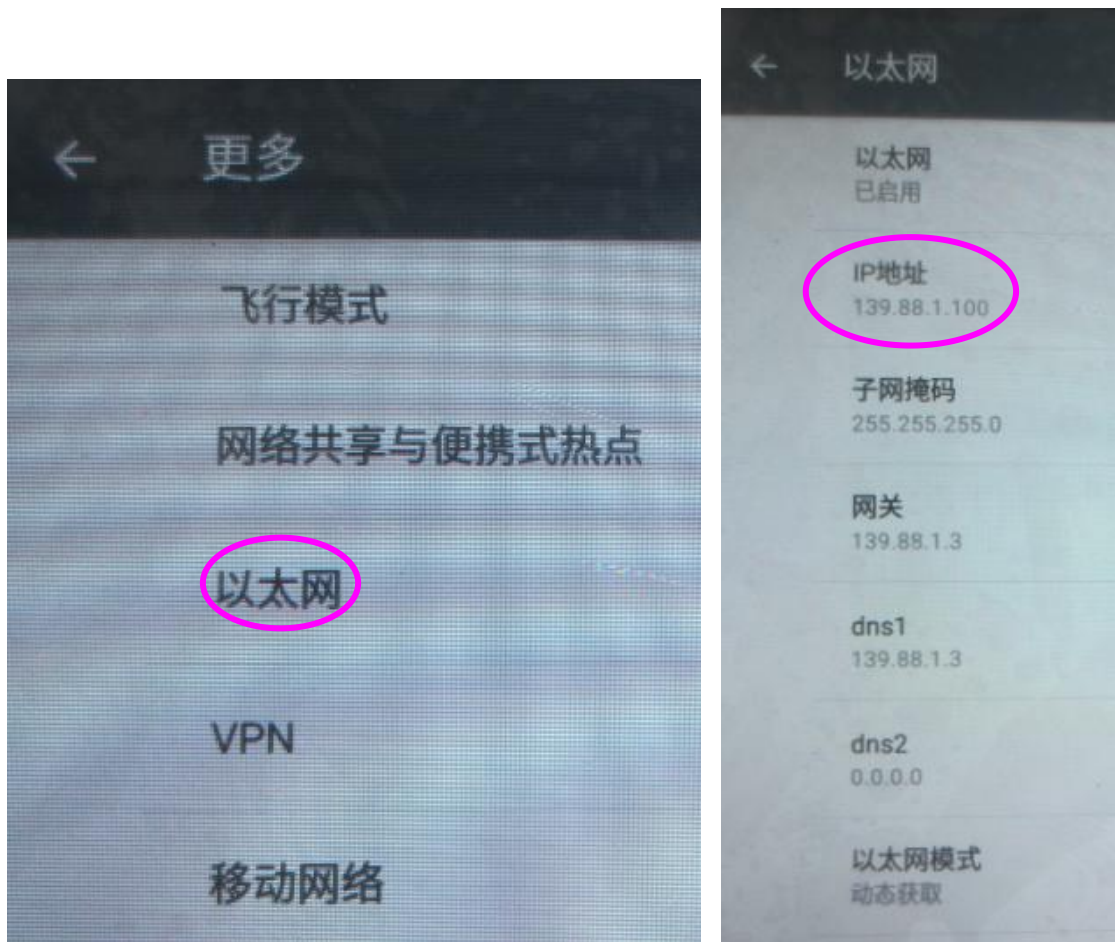 更多
飞行模式
网络共享与便携式热点
以太网
VPN
移动网络
以太网
以太网
已启用
IP地址
139.88.1.100
子网掩码
255.255.255.0
网关
139.88.1.3
dns1
139.88.1.3
dns2
0.0.0.0
以太网模式
动态获取